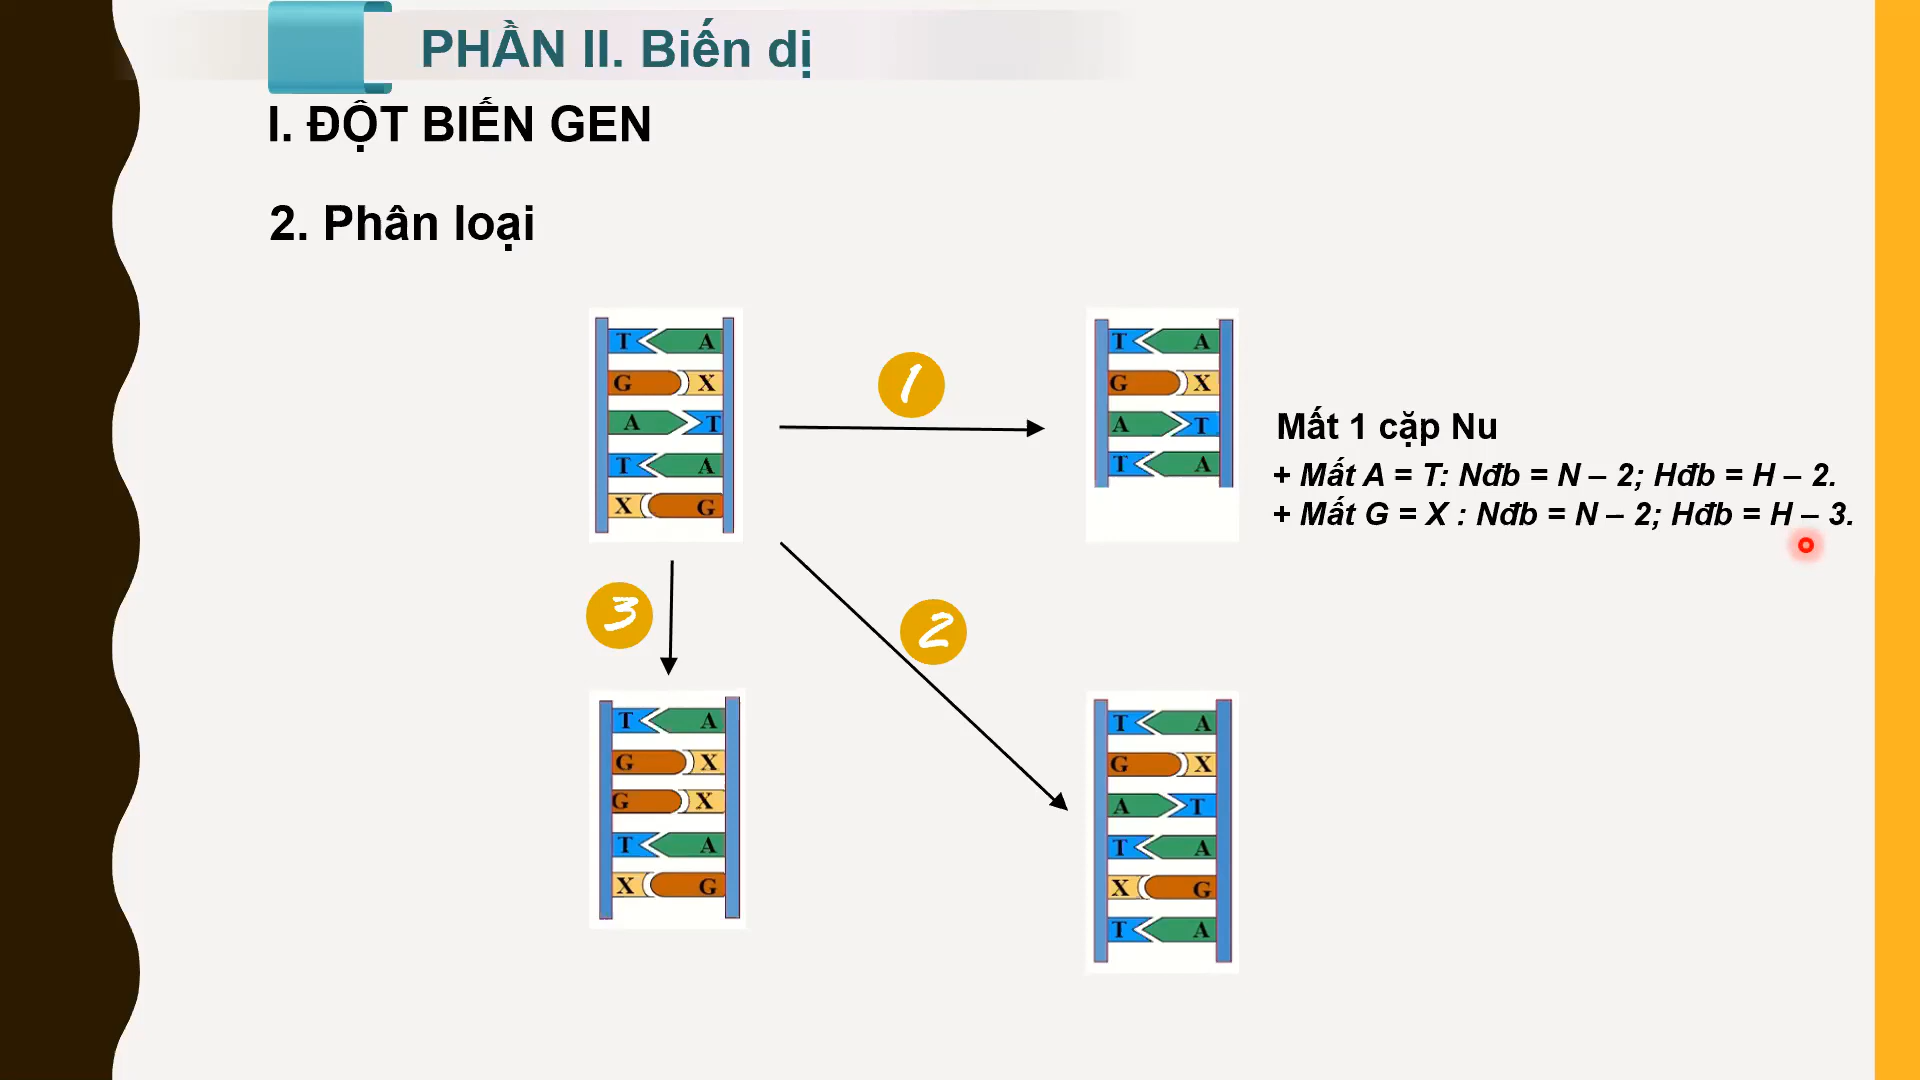 PHẦN II. Biến dị
I. ĐỘT BIẾN GEN
2. Phân loại
T A
G X
A T
T A
X G
1
T A
G X
A T
T A
Mất 1 cặp Nu
+ Mất A = T: Nđb = N – 2; Hđb = H – 2.
+ Mất G = X : Nđb = N – 2; Hđb = H – 3.
3
2
T A
G X
G X
T A
X G
T A
G X
A T
T A
X G
T A